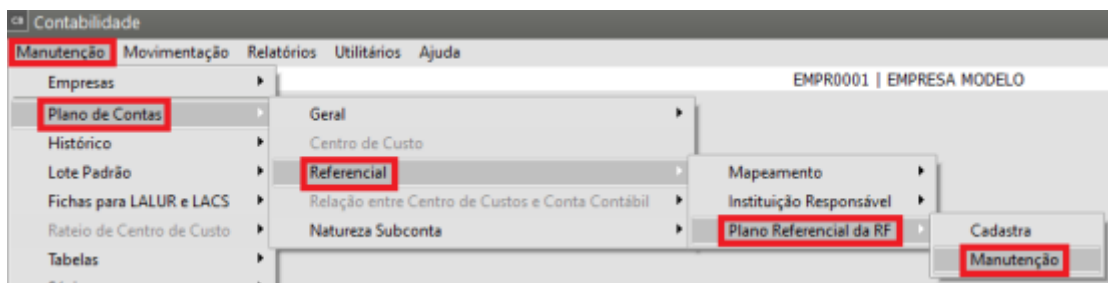 CB Contabilidade
Manutenção Movimentação Relatórios Utilitários Ajuda
Empresas EMPR0001 | EMPRESA MODELO
Plano de Contas Geral
Histórico Centro de Custo
Lote Padrão Referencial Mapeamento
Fichas para LALUR e LACS Relação entre Centro de Custos e Conta Contábil Instituição Responsável
Rateio de Centro de Custo Natureza Subconta Plano Referencial da RF Cadastra
Tabelas Manutenção